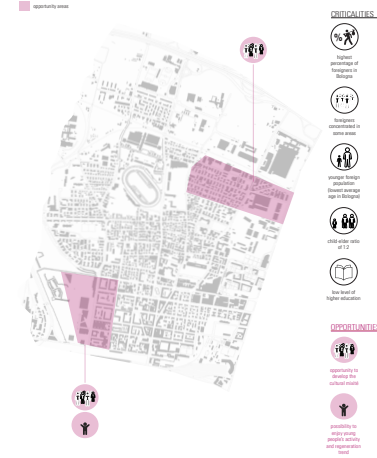 opportunity areas
CRITICALITIES
%
highest
percentage of
foreigners in
Bologna
foreigners
concentrated in
some areas
younger foreign
population
(lowest average
age in Bologna)
child-elder ratio
of 1:2
low level of
higher education
OPPORTUNITIES
opportunity to
develop the
cultural model
possibility to
enjoy young
people's activity
and regeneration